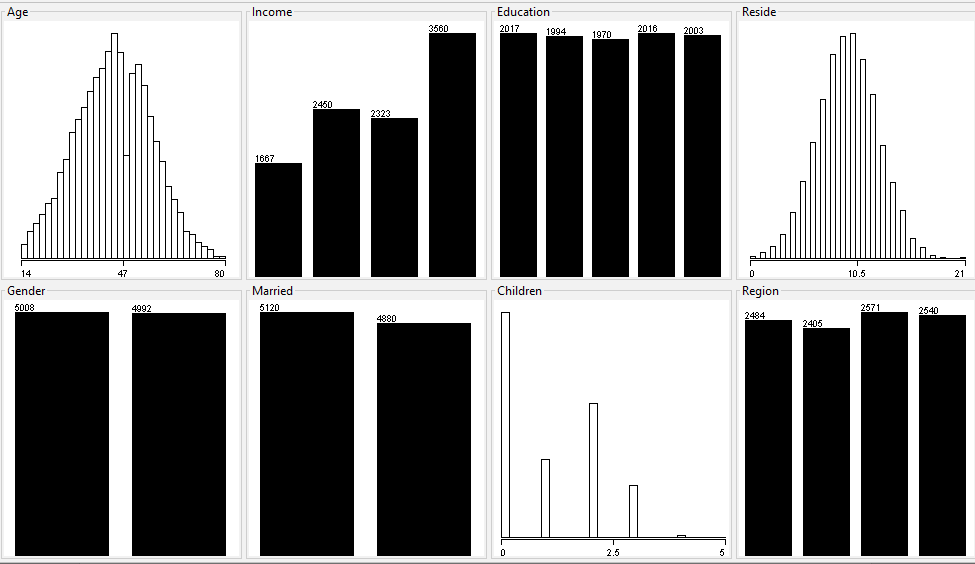 Age
14 47 80
Income
1667 2450 2323 3560
Education
2017 1994 1970 2016 2003
Reside
0 10.5 21
Gender
5008 4992
Married
5120 4880
Children
0 2.5 5
Region
2484 2405 2571 2540